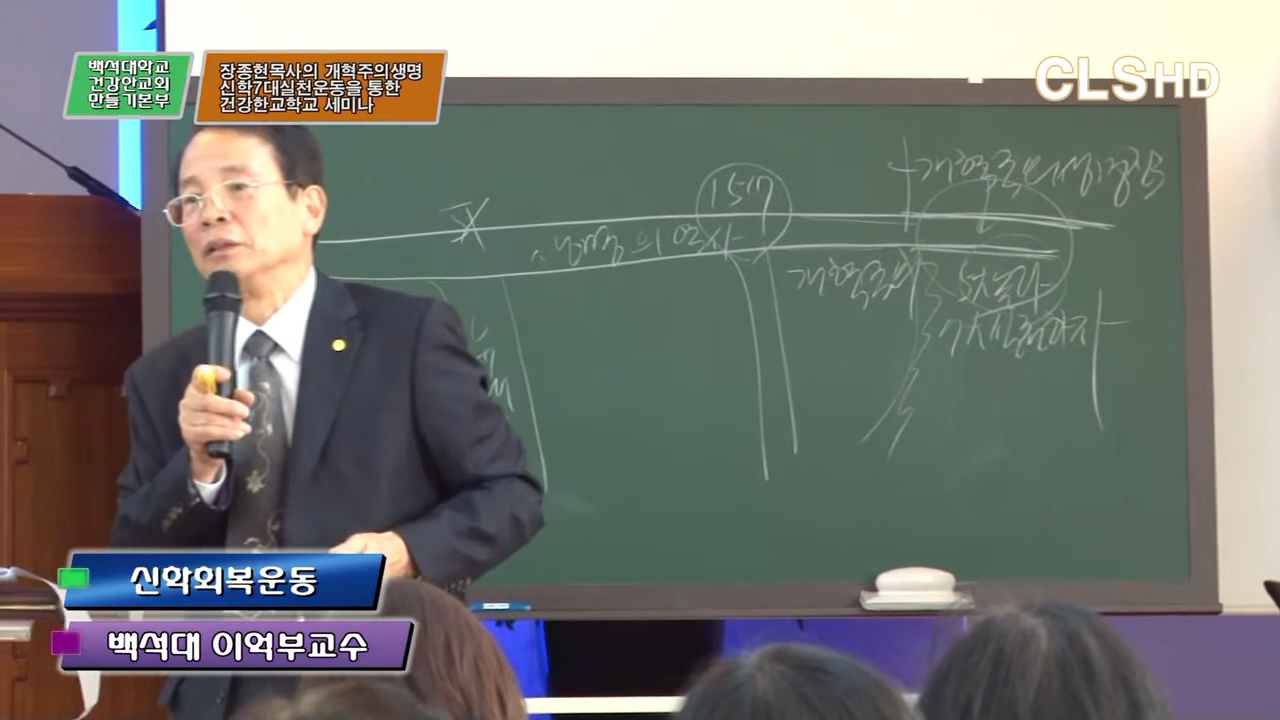 백석대학교
건강한교회
만들기본부
장종현목사의 개혁주의생명
신학7대실천운동을 통한
건강한교학교 세미나
CLSHD
1517
의 역사
개혁주의
신학회복운동
백석대 이억부교수